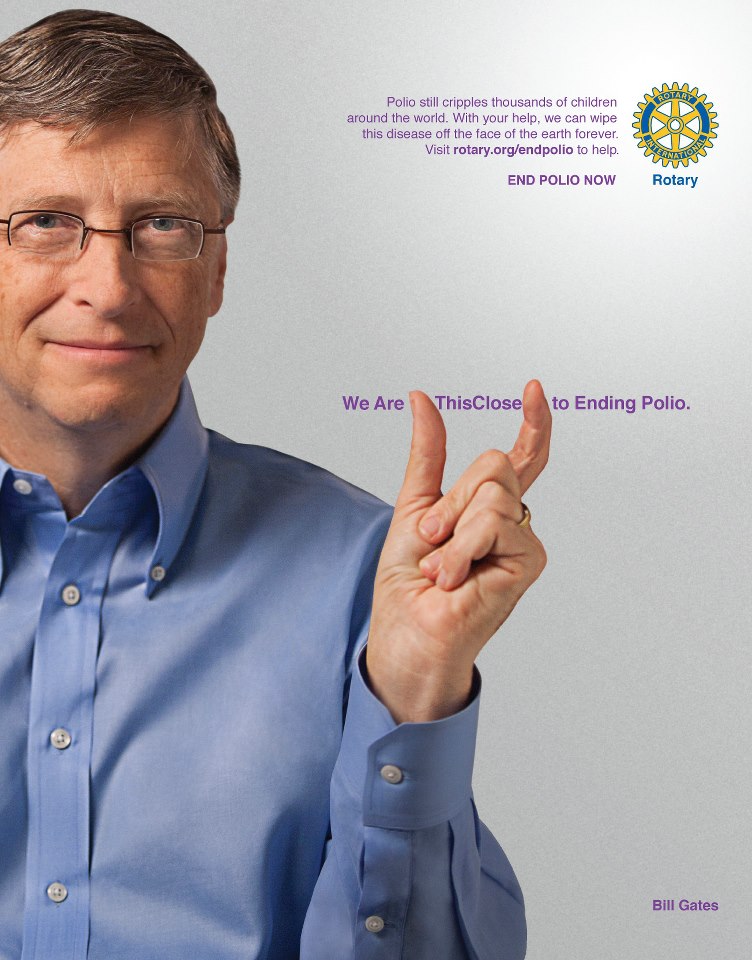 Polio still cripples thousands of children
around the world. With your help, we can wipe
this disease off the face of the earth forever.
Visit rotary.org/endpolio to help.
END POLIO NOW
ROTARY
INTERNATIONAL
Rotary
We Are ThisClose to Ending Polio.
Bill Gates